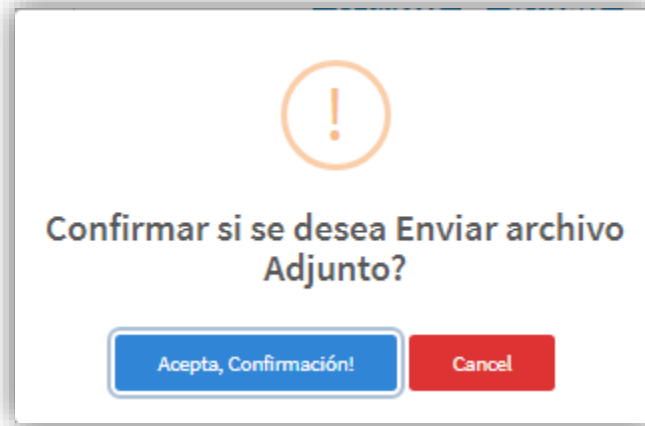 Confirmar si se desea Enviar archivo
Adjunto?
Acepta, Confirmación!
Cancel